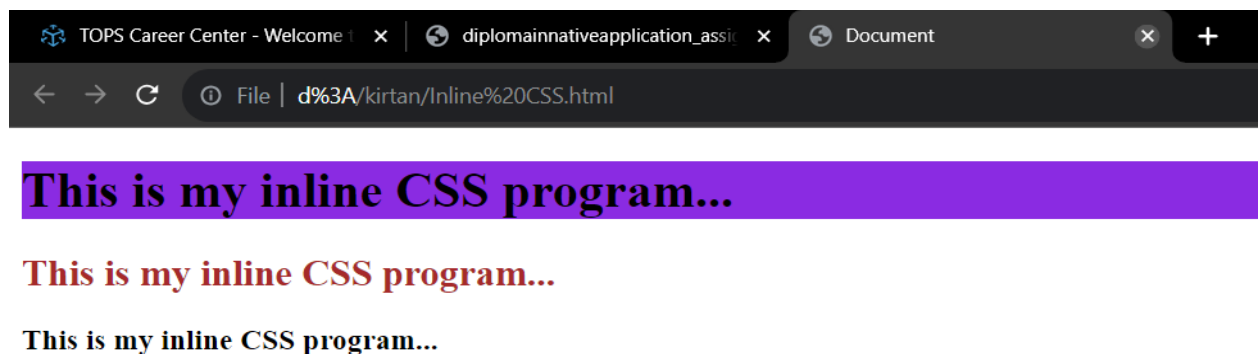 TOPS Career Center - Welcome t
diplomainnativeapplication_assig
Document
File | d%3A/kirtan/Inline%20CSS.html
This is my inline CSS program...
This is my inline CSS program...
This is my inline CSS program...